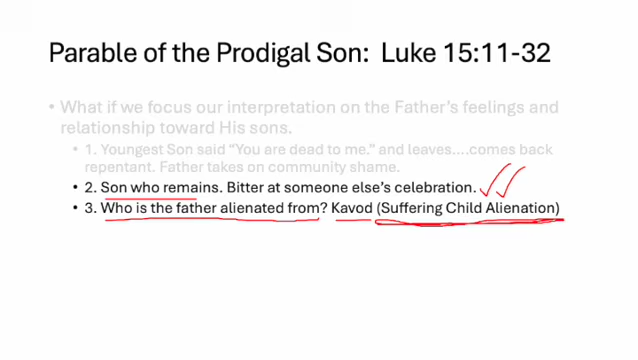 Parable of the Prodigal Son: Luke 15:11-32
• What if we focus our interpretation on the Father's feelings and
relationship toward His sons.
• 1. Youngest Son said "You are dead to me." and leaves....comes back
repentant. Father takes on community shame.
• 2. Son who remains. Bitter at someone else's celebration.
• 3. Who is the father alienated from? Kavod (Suffering Child Alienation)